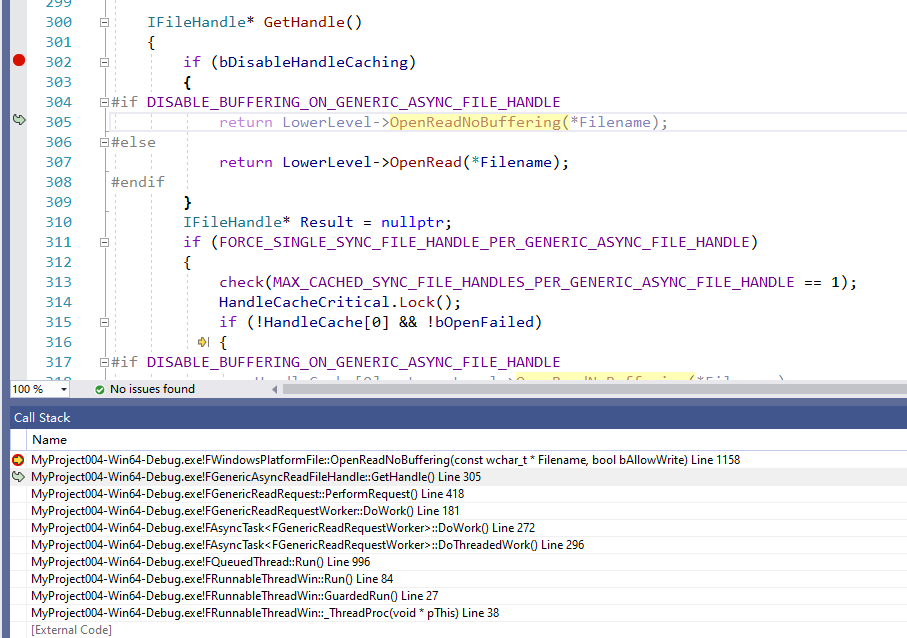 299
300 IFileHandle* GetHandle()
301 {
302 if (bDisableHandleCaching)
303 {
304 #if DISABLE_BUFFERING_ON_GENERIC_ASYNC_FILE_HANDLE
305 return LowerLevel->OpenReadNoBuffering(*Filename);
306 #else
307 return LowerLevel->OpenRead(*Filename);
308 #endif
309 }
310 IFileHandle* Result = nullptr;
311 if (FORCE_SINGLE_SYNC_FILE_HANDLE_PER_GENERIC_ASYNC_FILE_HANDLE)
312 {
313 check(MAX_CACHED_SYNC_FILE_HANDLES_PER_GENERIC_ASYNC_FILE_HANDLE == 1);
314 HandleCacheCritical.Lock();
315 if (!HandleCache[0] && !bOpenFailed)
316 {
317 #if DISABLE_BUFFERING_ON_GENERIC_ASYNC_FILE_HANDLE
100 % No issues found
Call Stack
Name
MyProject004-Win64-Debug.exe!FWindowsPlatformFile::OpenReadNoBuffering(const wchar_t * Filename, bool bAllowWrite) Line 1158
MyProject004-Win64-Debug.exe!FGenericAsyncReadFileHandle::GetHandle() Line 305
MyProject004-Win64-Debug.exe!FGenericReadRequest::PerformRequest() Line 418
MyProject004-Win64-Debug.exe!FGenericReadRequestWorker::DoWork() Line 181
MyProject004-Win64-Debug.exe!FAsyncTask<FGenericReadRequestWorker>::DoWork() Line 272
MyProject004-Win64-Debug.exe!FAsyncTask<FGenericReadRequestWorker>::DoThreadedWork() Line 296
MyProject004-Win64-Debug.exe!FQueuedThread::Run() Line 996
MyProject004-Win64-Debug.exe!FRunnableThreadWin::Run() Line 84
MyProject004-Win64-Debug.exe!FRunnableThreadWin::GuardedRun() Line 27
MyProject004-Win64-Debug.exe!FRunnableThreadWin::_ThreadProc(void * pThis) Line 38
[External Code]